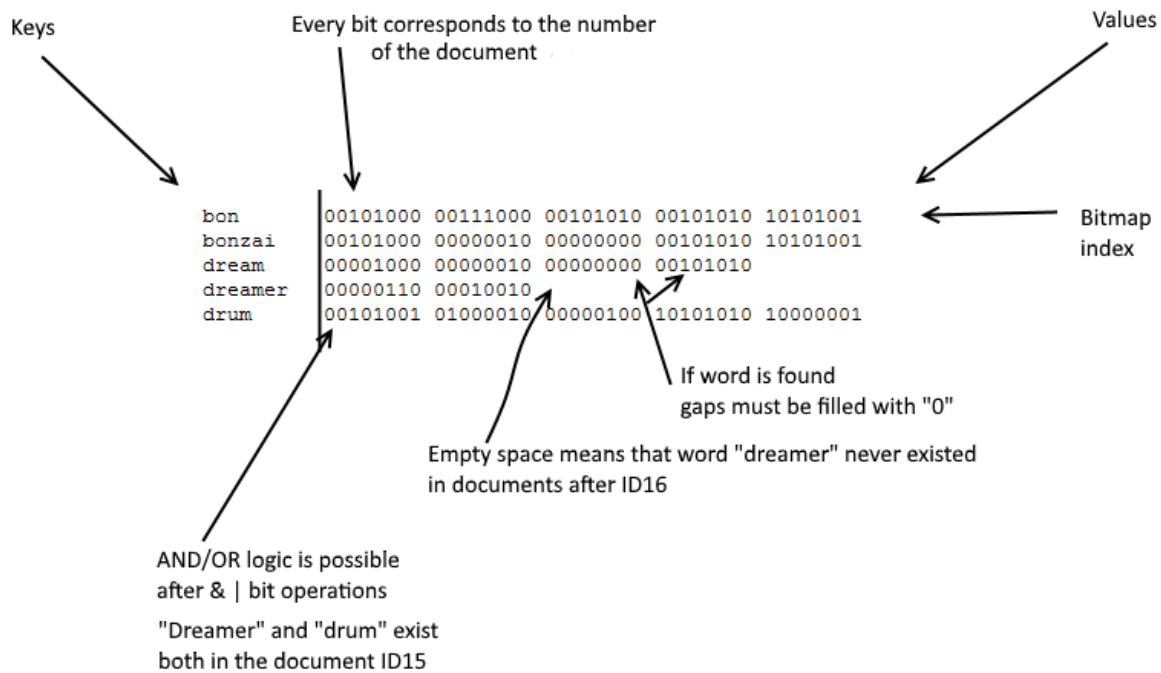 Keys
Every bit corresponds to the number
of the document
Values
bon 00101000 00111000 00101010 00101010 10101001
bonzai 00101000 00000010 00000000 00101010 10101001
dream 00001000 00000010 00000000 00101010
dreamer 00000110 00010010
drum 00101001 01000010 00000100 10101010 10000001
Bitmap
index
If word is found
gaps must be filled with "0"
Empty space means that word "dreamer" never existed
in documents after ID16
AND/OR logic is possible
after & | bit operations
"Dreamer" and "drum" exist
both in the document ID15